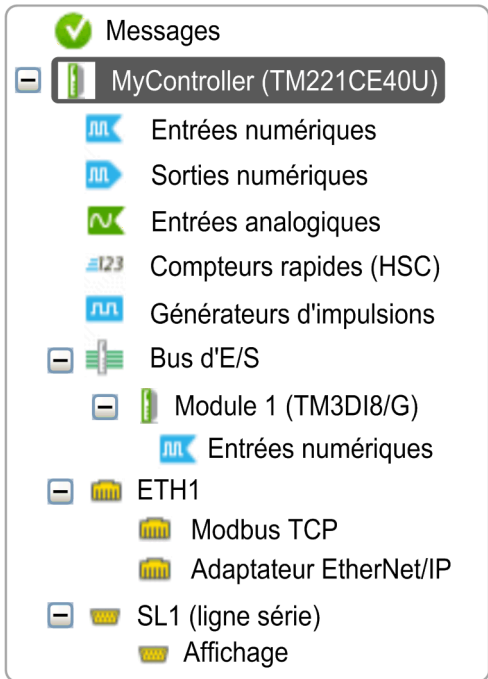 Messages
MyController (TM221CE40U)
Entrées numériques
Sorties numériques
Entrées analogiques
123 Compteurs rapides (HSC)
Générateurs d'impulsions
Bus d'E/S
Module 1 (TM3DI8/G)
Entrées numériques
ETH1
Modbus TCP
Adaptateur EtherNet/IP
SL1 (ligne série)
Affichage